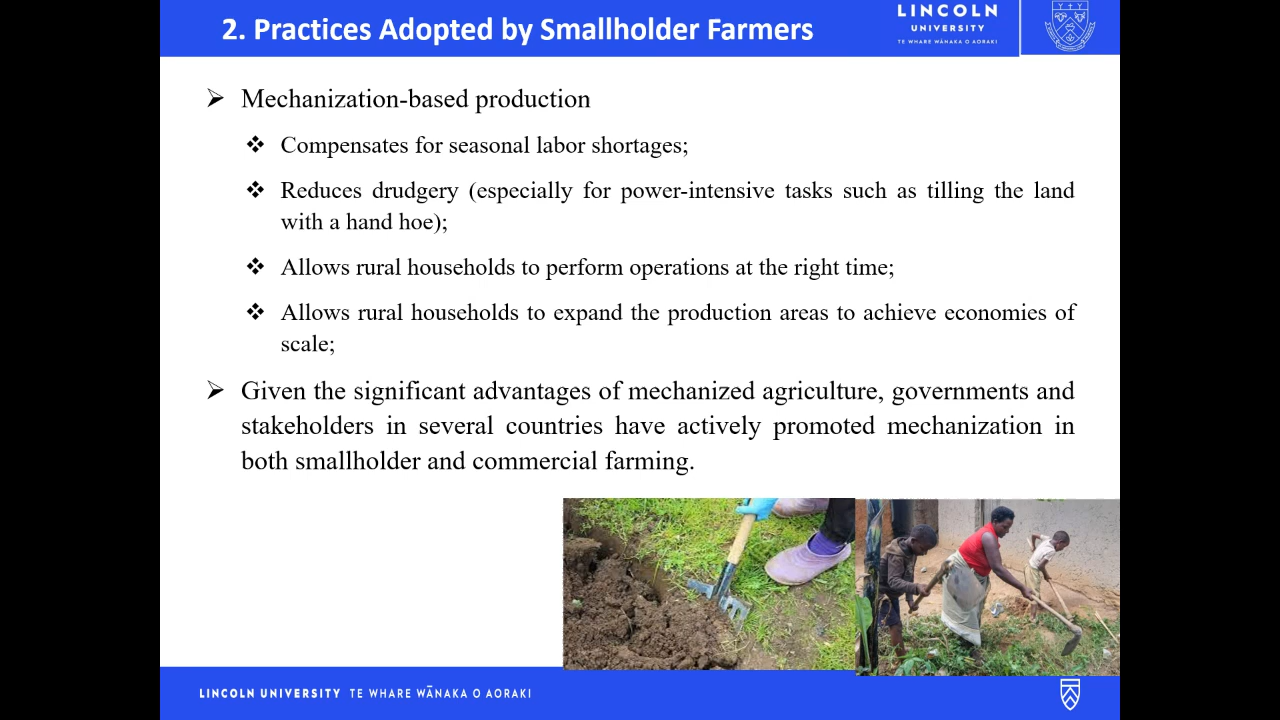 2. Practices Adopted by Smallholder Farmers
LINCOLN
UNIVERSITY
TE WHARE WĀNAKA O AORAKI
Mechanization-based production
Compensates for seasonal labor shortages;
Reduces drudgery (especially for power-intensive tasks such as tilling the land
with a hand hoe);
Allows rural households to perform operations at the right time;
Allows rural households to expand the production areas to achieve economies of
scale;
Given the significant advantages of mechanized agriculture, governments and
stakeholders in several countries have actively promoted mechanization in
both smallholder and commercial farming.
LINCOLN UNIVERSITY TE WHARE WĀNAKA O AORAKI